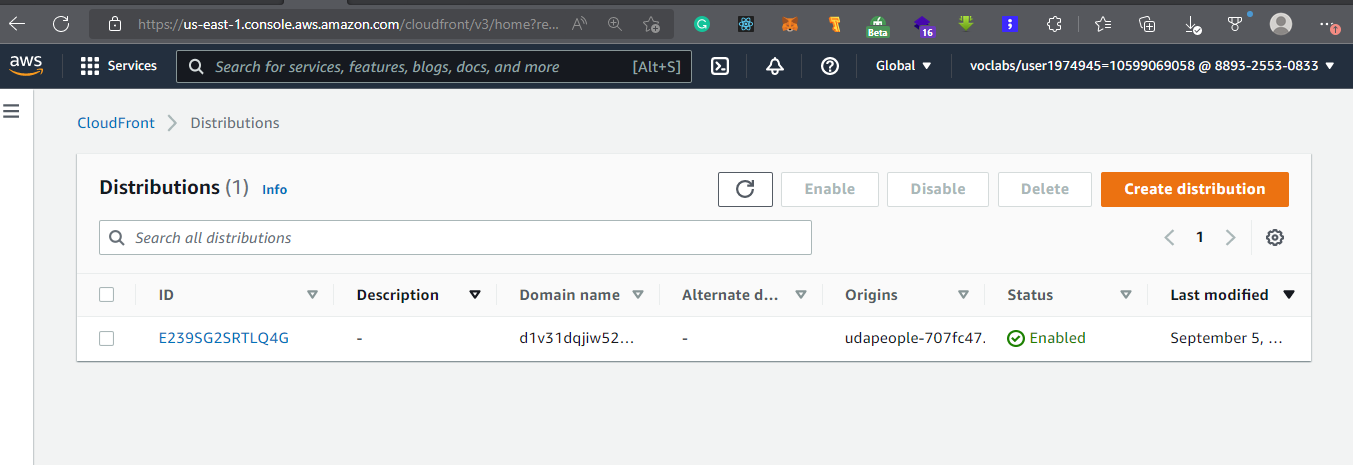 https://us-east-1.console.aws.amazon.com/cloudfront/v3/home?re...
Beta
16
1
aws
Services
Search for services, features, blogs, docs, and more
[Alt+S]
Global
voclabs/user1974945=10599069058 @ 8893-2553-0833
CloudFront
Distributions
Distributions (1) Info
Enable
Disable
Delete
Create distribution
Search all distributions
1
ID
Description
Domain name
Alternate d...
Origins
Status
Last modified
E239SG2SRTLQ4G
-
d1v31dqjiw52...
-
udapeople-707fc47.
Enabled
September 5, ...